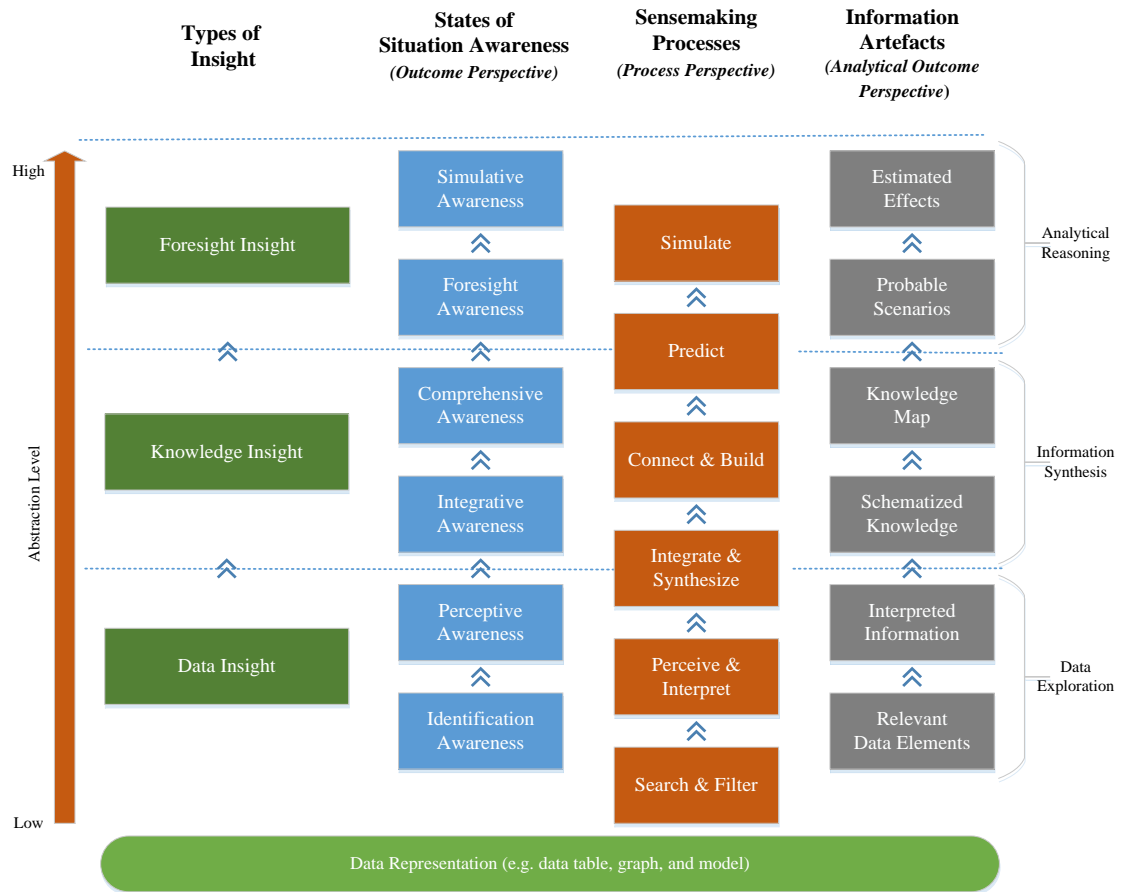 Types of
Insight
States of
Situation Awareness
(Outcome Perspective)
Sensemaking
Processes
(Process Perspective)
Information
Artefacts
(Analytical Outcome
Perspective)
High
Abstraction Level
Low
Foresight Insight
Knowledge Insight
Data Insight
Simulative
Awareness
Foresight
Awareness
Comprehensive
Awareness
Integrative
Awareness
Perceptive
Awareness
Identification
Awareness
Simulate
Predict
Connect & Build
Integrate &
Synthesize
Perceive &
Interpret
Search & Filter
Estimated
Effects
Probable
Scenarios
Knowledge
Map
Schematized
Knowledge
Interpreted
Information
Relevant
Data Elements
Analytical
Reasoning
Information
Synthesis
Data
Exploration
Data Representation (e.g. data table, graph, and model)